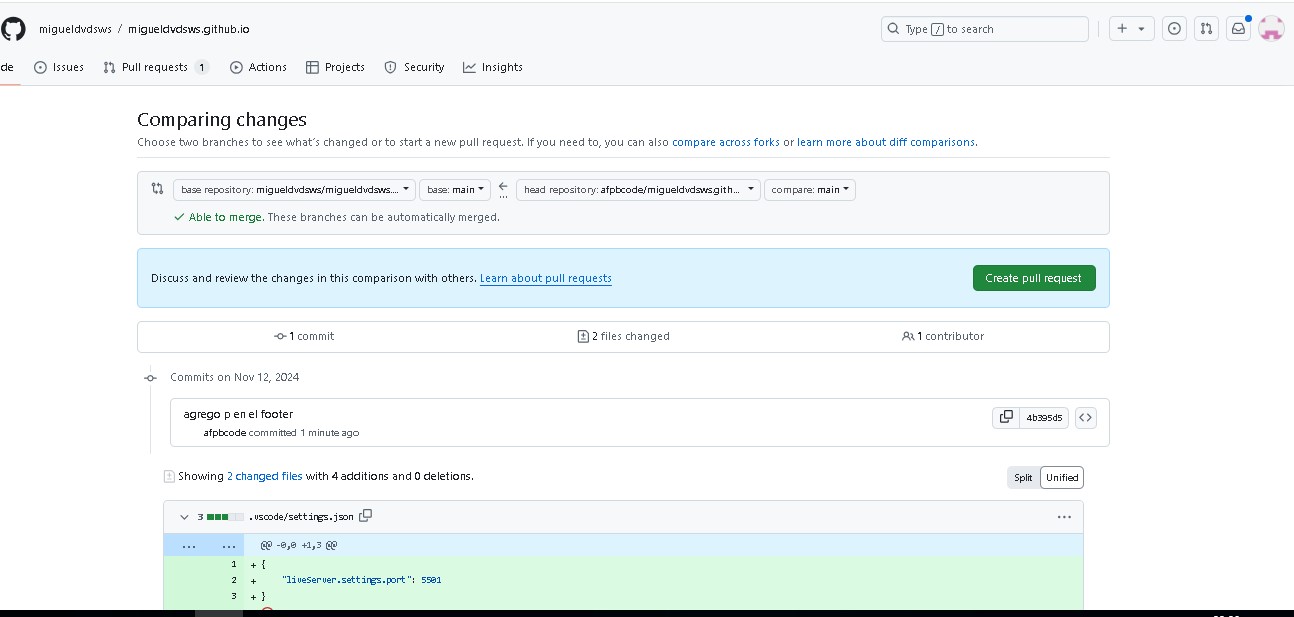 migueldvdsws / migueldvdsws.github.io
Type / to search
de Issues Pull requests 1 Actions Projects Security Insights
Comparing changes
Choose two branches to see what's changed or to start a new pull request. If you need to, you can also compare across forks or learn more about diff comparisons.
base repository: migueldvdsws/migueldvdsws.... base: main ← ... head repository: afpbcode/migueldvdsws.gith... compare: main
Able to merge. These branches can be automatically merged.
Discuss and review the changes in this comparison with others. Learn about pull requests
Create pull request
1 commit
2 files changed
1 contributor
Commits on Nov 12, 2024
agrego p en el footer
afpbcode committed 1 minute ago
4b395d5
Showing 2 changed files with 4 additions and 0 deletions.
Split Unified
3 .vscode/settings.json
... ... @@ -0,0 +1,3 @@
1 + {
2 + "liveServer.settings.port": 5501
3 + }